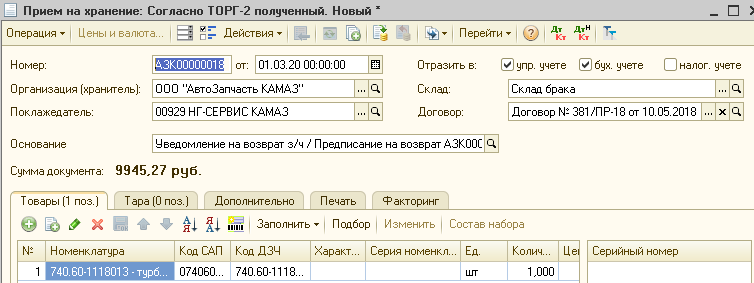 Прием на хранение: Согласно ТОРГ-2 полученный. Новый *
Операция Цены и валюта... Действия Перейти ? Дт Кт Дт Н Кт Тт
Номер: АЗК00000018 от: 01.03.20 00:00:00 Отразить в: упр. учете бух. учете налог. учете
Организация (хранитель): ООО "АвтоЗапчасть КАМАЗ" ... Склад: Склад брака ...
Поклажедатель: 00929 НГ-СЕРВИС КАМАЗ ... Договор: Договор № 381/ПР-18 от 10.05.2018 ... x
Основание Уведомление на возврат з/ч / Предписание на возврат АЗК000
Сумма документа: 9945,27 руб.
Товары (1 поз.) Тара (0 поз.) Дополнительно Печать Факторинг
Заполнить Подбор Изменить Состав набора
№ Номенклатура Код САП Код ДЗЧ Характ... Серия номенкл... Ед. Колич... Це Серийный номер
1 740.60-1118013 - турб... 074060... 740.60-1118... шт 1,000